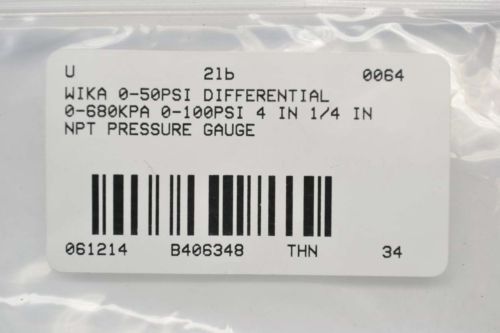 U 2lb 0064
WIKA 0-50PSI DIFFERENTIAL
0-680KPA 0-100PSI 4 IN 1/4 IN
NPT PRESSURE GAUGE
061214 B406348 THN 34